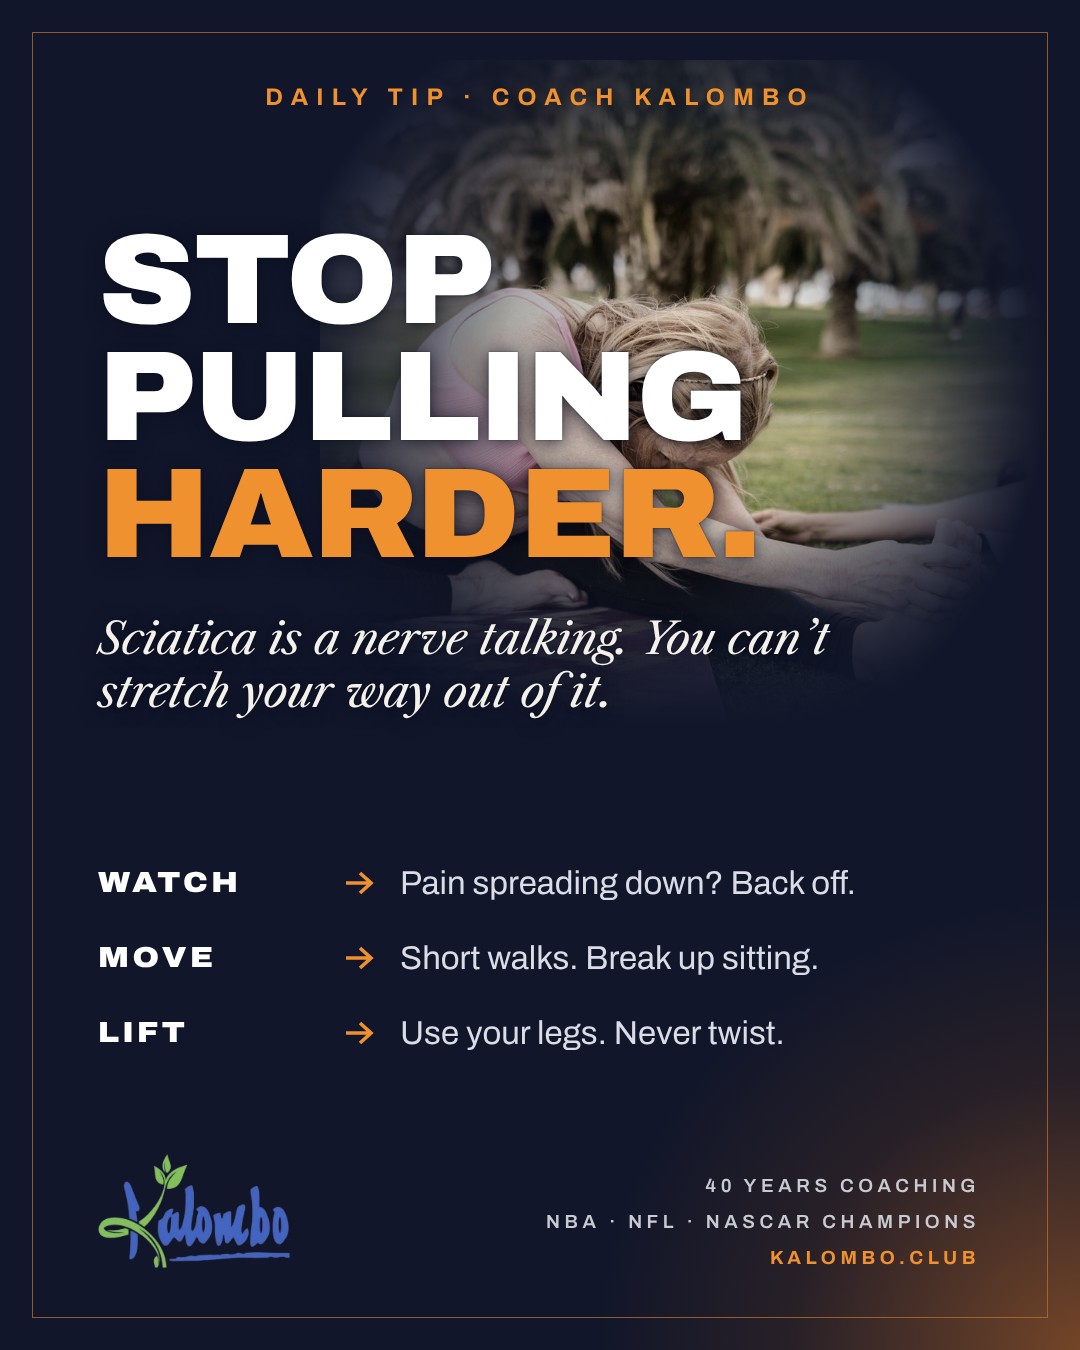 DAILY TIP · COACH KALOMBO
STOP
PULLING
HARDER.
Sciatica is a nerve talking. You can’t
stretch your way out of it.
WATCH → Pain spreading down? Back off.
MOVE → Short walks. Break up sitting.
LIFT → Use your legs. Never twist.
Kalombo
40 YEARS COACHING
NBA · NFL · NASCAR CHAMPIONS
KALOMBO.CLUB